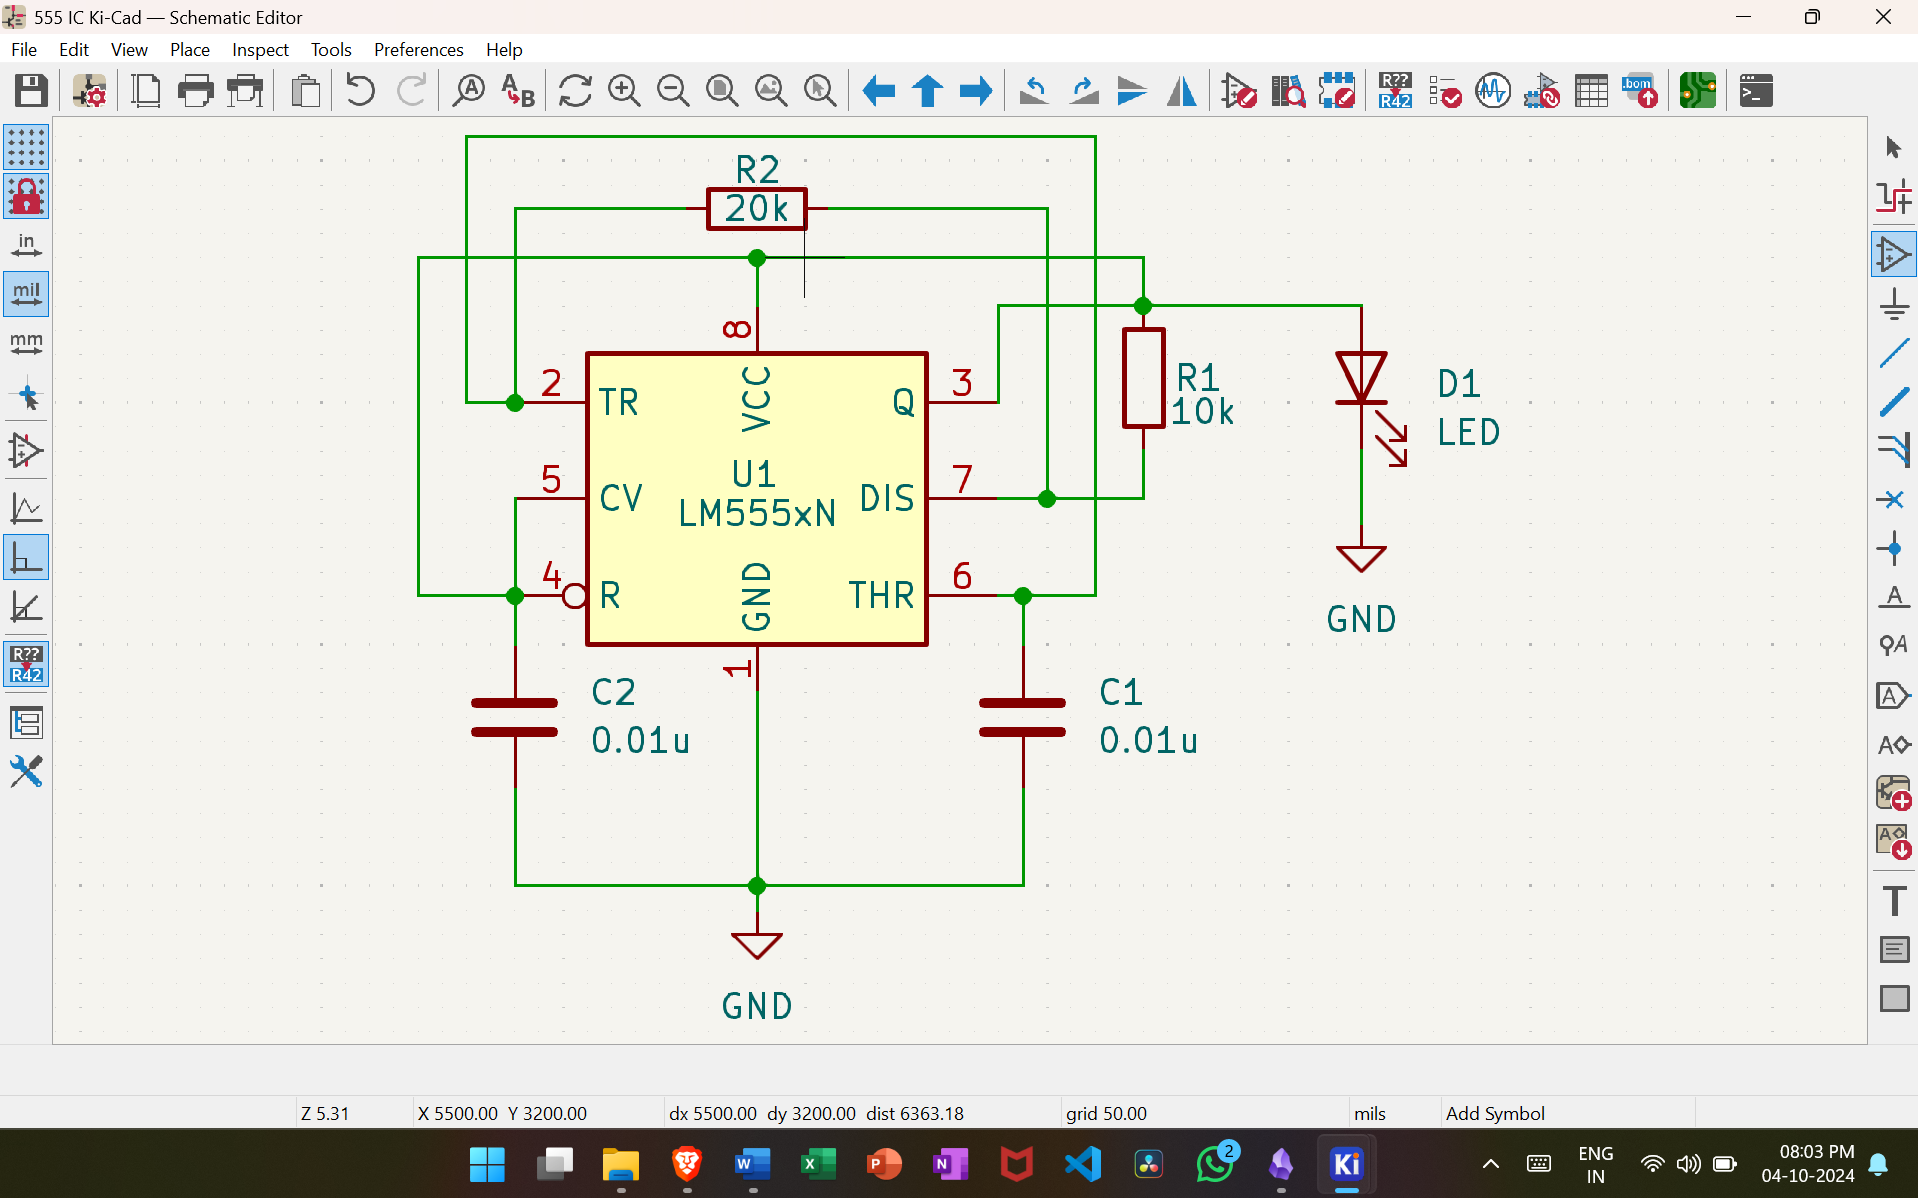 555 IC Ki-Cad — Schematic Editor
File Edit View Place Inspect Tools Preferences Help
A
A B
R??
R42
.bom
>_
in
mil
mm
R??
R42
R2
20k
8
2 TR VCC Q 3
R1
10k
D1
LED
5 CV U1 DIS 7
LM555xN
4 R GND THR 6
GND
1
C2
0.01u
C1
0.01u
GND
A
A
A
A
A
T
Z 5.31 X 5500.00 Y 3200.00 dx 5500.00 dy 3200.00 dist 6363.18 grid 50.00 mils Add Symbol
W X P N 2 Ki
ENG
IN
08:03 PM
04-10-2024